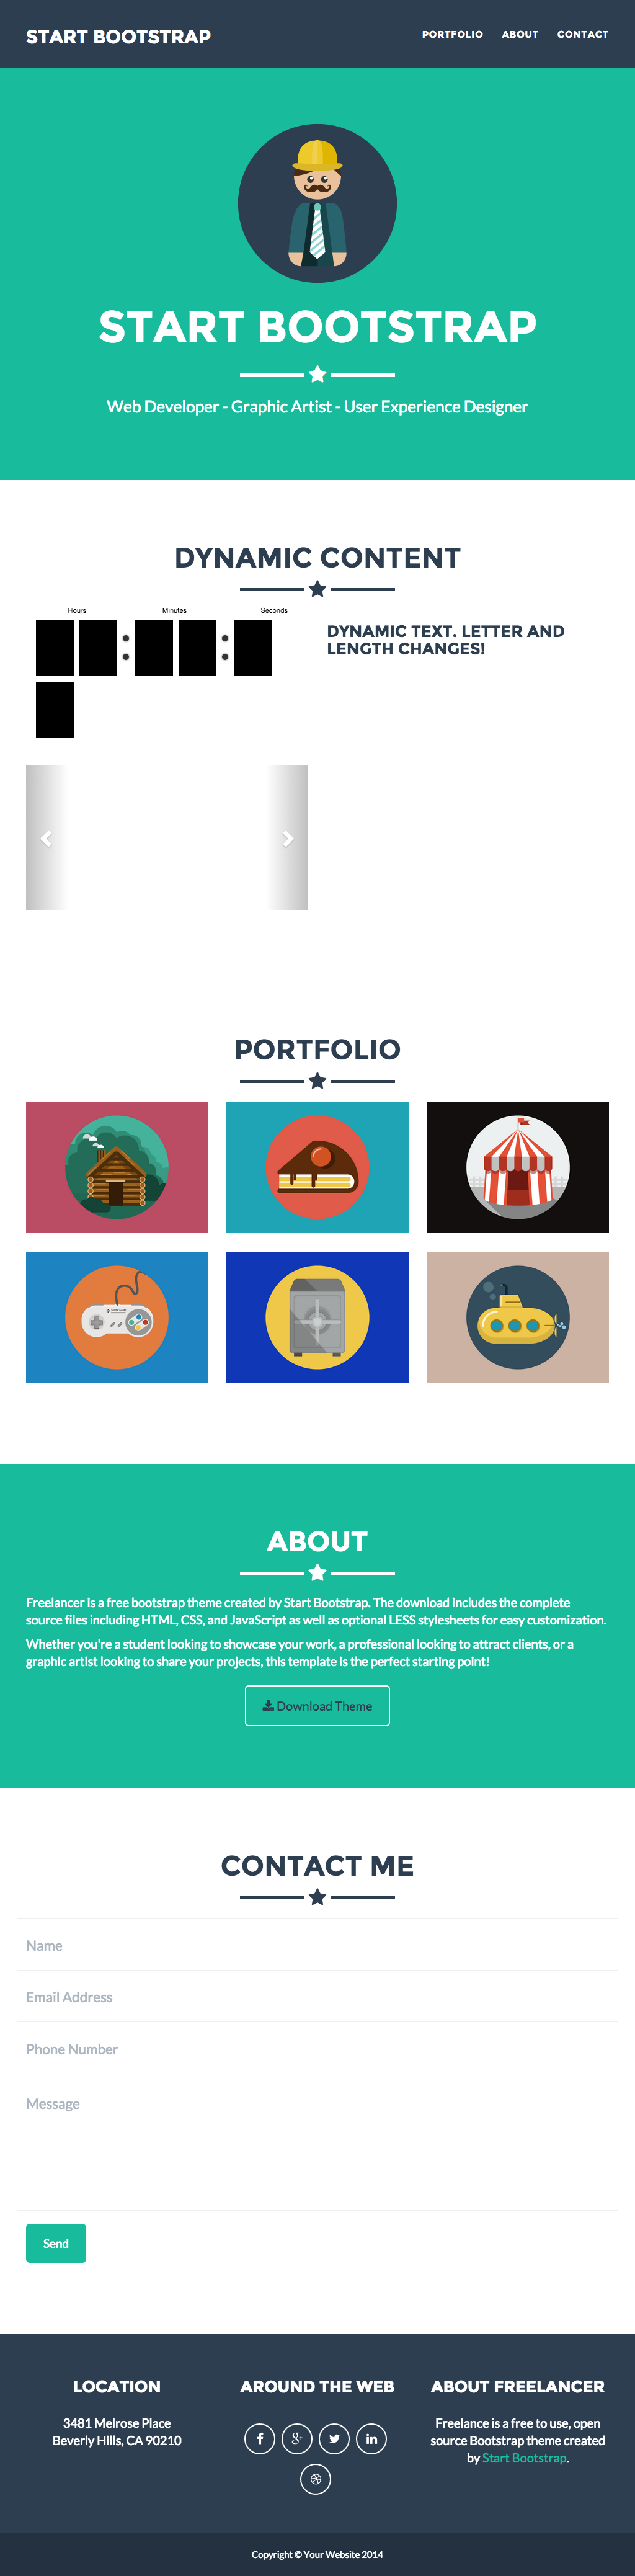 START BOOTSTRAP
PORTFOLIO ABOUT CONTACT
START BOOTSTRAP
Web Developer - Graphic Artist - User Experience Designer
DYNAMIC CONTENT
Hours Minutes Seconds
DYNAMIC TEXT. LETTER AND
LENGTH CHANGES!
PORTFOLIO
ABOUT
Freelancer is a free bootstrap theme created by Start Bootstrap. The download includes the complete
source files including HTML, CSS, and JavaScript as well as optional LESS stylesheets for easy customization.
Whether you're a student looking to showcase your work, a professional looking to attract clients, or a
graphic artist looking to share your projects, this template is the perfect starting point!
Download Theme
CONTACT ME
Name
Email Address
Phone Number
Message
Send
LOCATION
3481 Melrose Place
Beverly Hills, CA 90210
AROUND THE WEB
ABOUT FREELANCER
Freelance is a free to use, open
source Bootstrap theme created
by Start Bootstrap.
Copyright © Your Website 2014